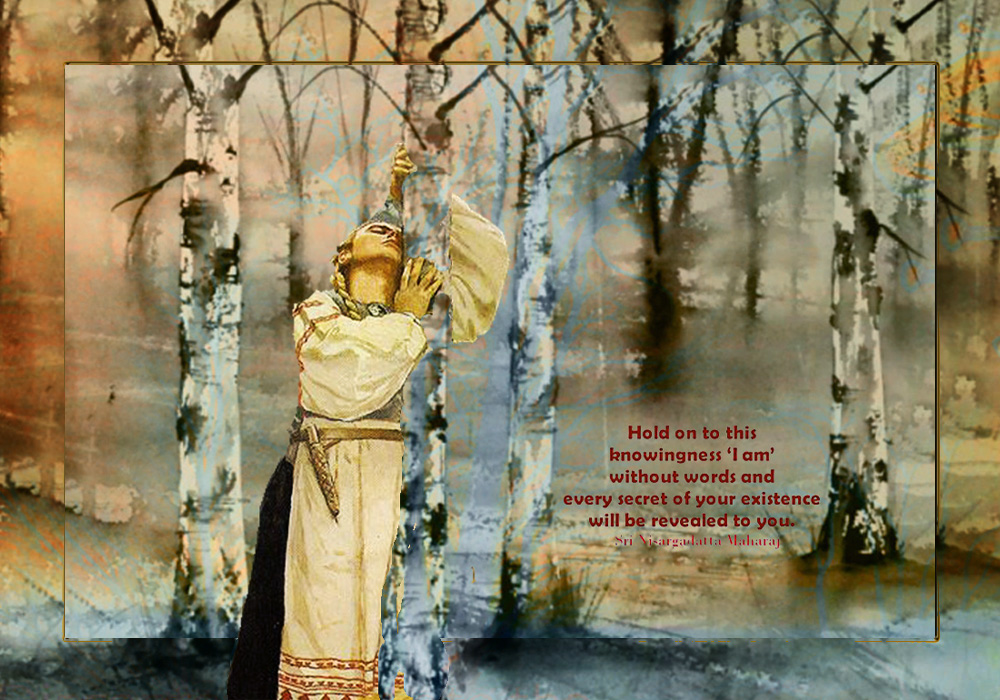 Hold on to this
knowingness ‘I am’
without words and
every secret of your existence
will be revealed to you.
Sri Nisargadatta Maharaj